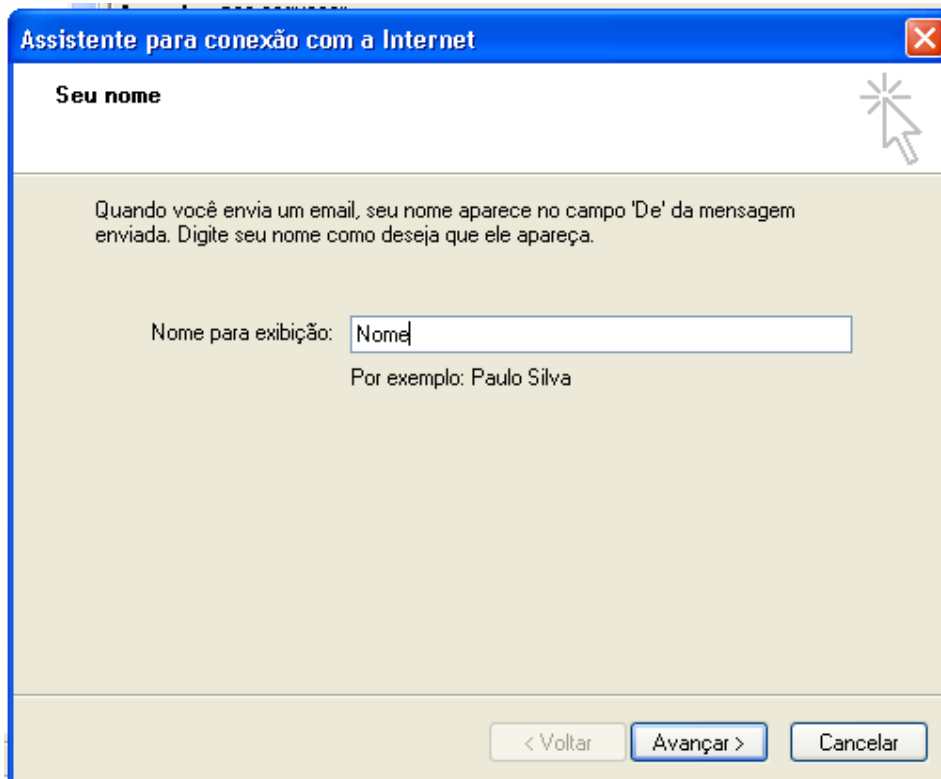 Assistente para conexão com a Internet
Seu nome
Quando você envia um email, seu nome aparece no campo 'De' da mensagem
enviada. Digite seu nome como deseja que ele apareça.
Nome para exibição: Nome
Por exemplo: Paulo Silva
< Voltar Avançar > Cancelar